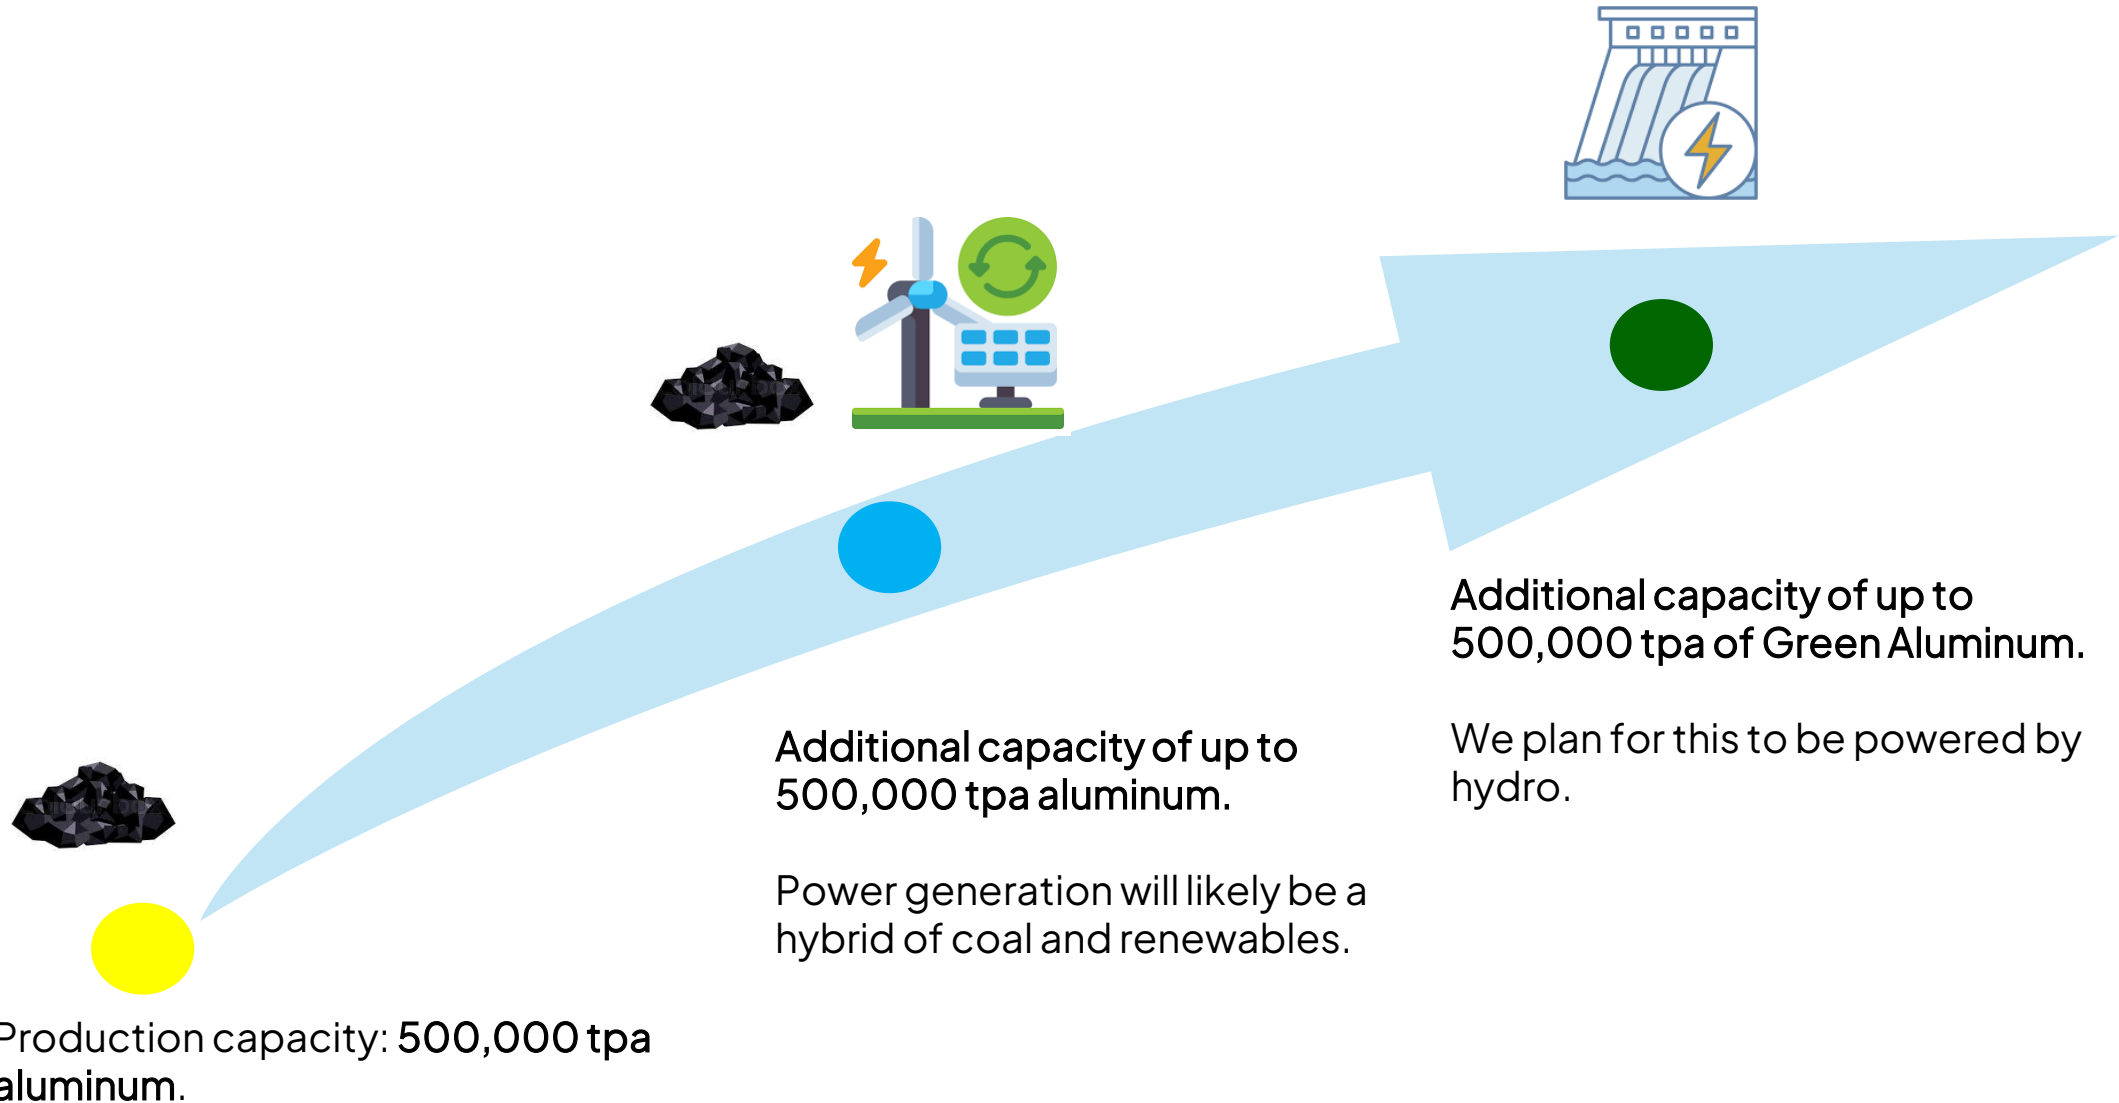 Additional capacity of up to
500,000 tpa of Green Aluminum.
We plan for this to be powered by
hydro.
Additional capacity of up to
500,000 tpa aluminum.
Power generation will likely be a
hybrid of coal and renewables.
Production capacity: 500,000 tpa
aluminum.